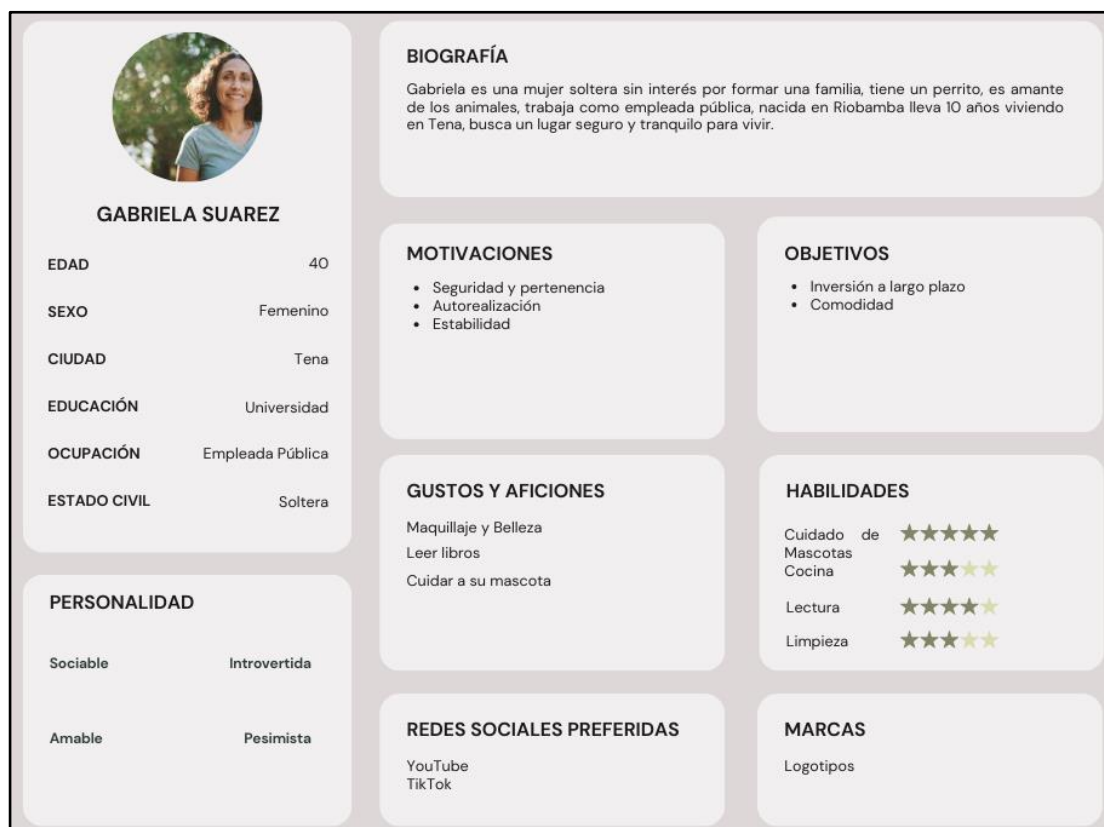 GABRIELA SUAREZ
EDAD 40
SEXO Femenino
CIUDAD Tena
EDUCACIÓN Universidad
OCUPACIÓN Empleada Pública
ESTADO CIVIL Soltera
PERSONALIDAD
Sociable Introvertida
Amable Pesimista
BIOGRAFÍA
Gabriela es una mujer soltera sin interés por formar una familia, tiene un perrito, es amante
de los animales, trabaja como empleada pública, nacida en Riobamba lleva 10 años viviendo
en Tena, busca un lugar seguro y tranquilo para vivir.
MOTIVACIONES
• Seguridad y pertenencia
• Autorealización
• Estabilidad
OBJETIVOS
• Inversión a largo plazo
• Comodidad
GUSTOS Y AFICIONES
Maquillaje y Belleza
Leer libros
Cuidar a su mascota
HABILIDADES
Cuidado de
Mascotas
Cocina
Lectura
Limpieza
REDES SOCIALES PREFERIDAS
YouTube
TikTok
MARCAS
Logotipos